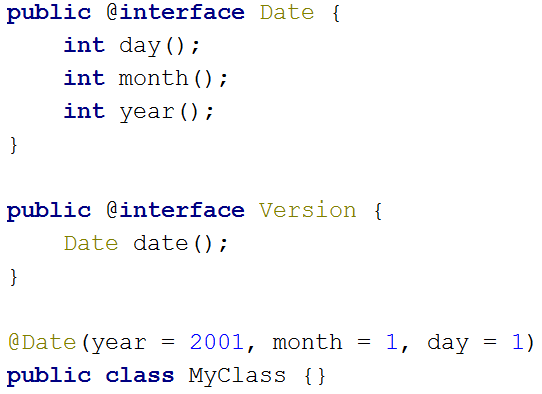 public @interface Date {
    int day();
    int month();
    int year();
}

public @interface Version {
    Date date();
}

@Date(year = 2001, month = 1, day = 1)
public class MyClass {}